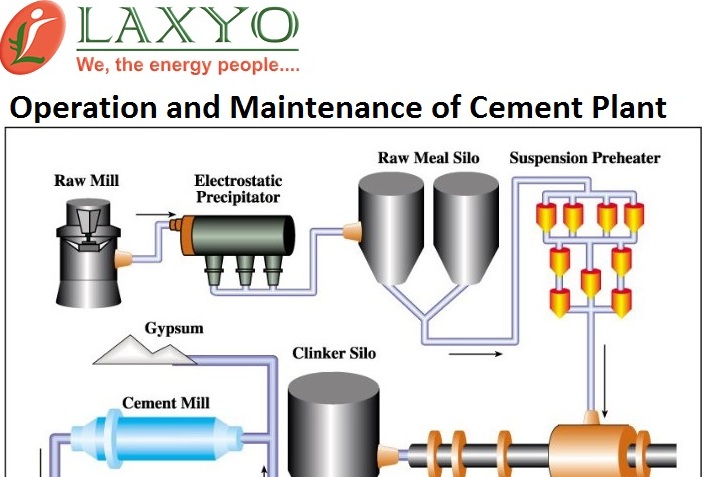 LAXYO
We, the energy people....
Operation and Maintenance of Cement Plant
Raw Mill
Electrostatic
Precipitator
Raw Meal Silo
Suspension Preheater
Gypsum
Clinker Silo
Cement Mill